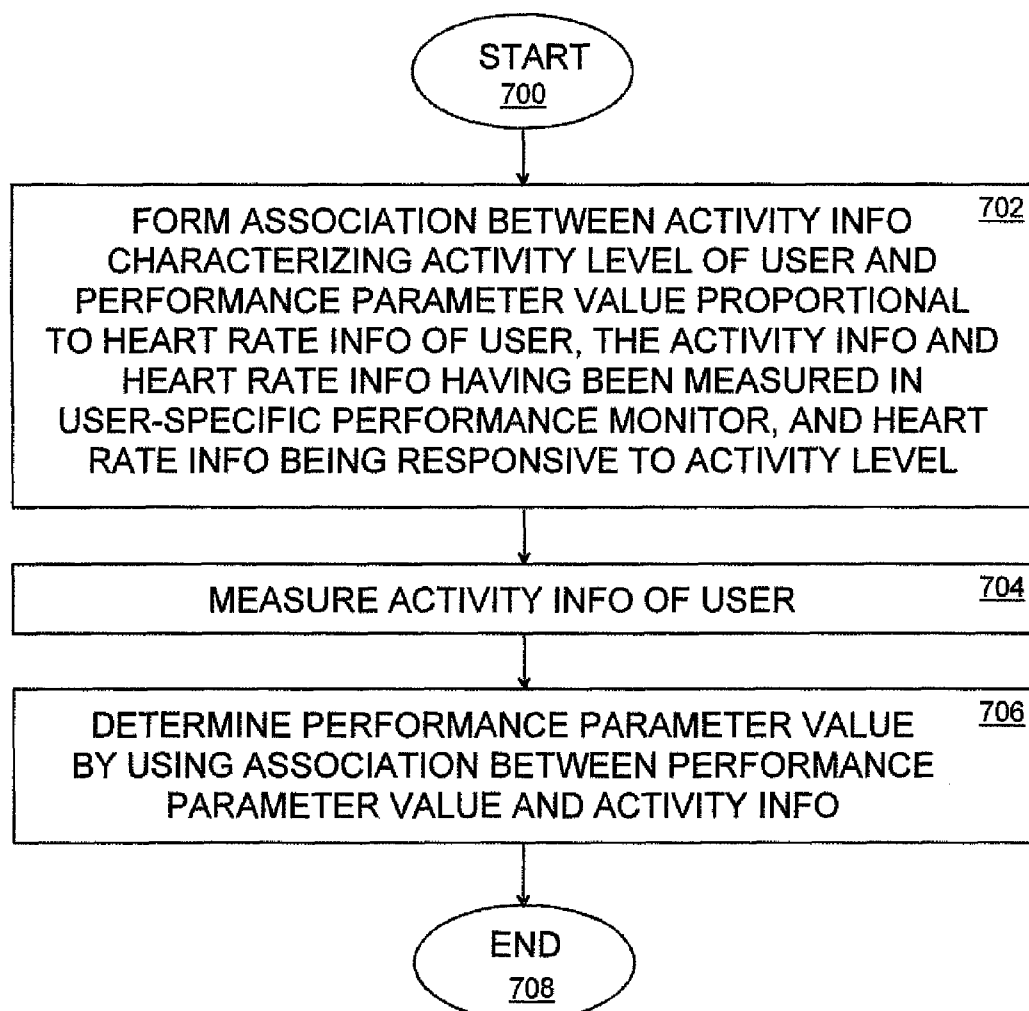 START
700
FORM ASSOCIATION BETWEEN ACTIVITY INFO 702
CHARACTERIZING ACTIVITY LEVEL OF USER AND
PERFORMANCE PARAMETER VALUE PROPORTIONAL
TO HEART RATE INFO OF USER, THE ACTIVITY INFO AND
HEART RATE INFO HAVING BEEN MEASURED IN
USER-SPECIFIC PERFORMANCE MONITOR, AND HEART
RATE INFO BEING RESPONSIVE TO ACTIVITY LEVEL
MEASURE ACTIVITY INFO OF USER 704
DETERMINE PERFORMANCE PARAMETER VALUE 706
BY USING ASSOCIATION BETWEEN PERFORMANCE
PARAMETER VALUE AND ACTIVITY INFO
END
708